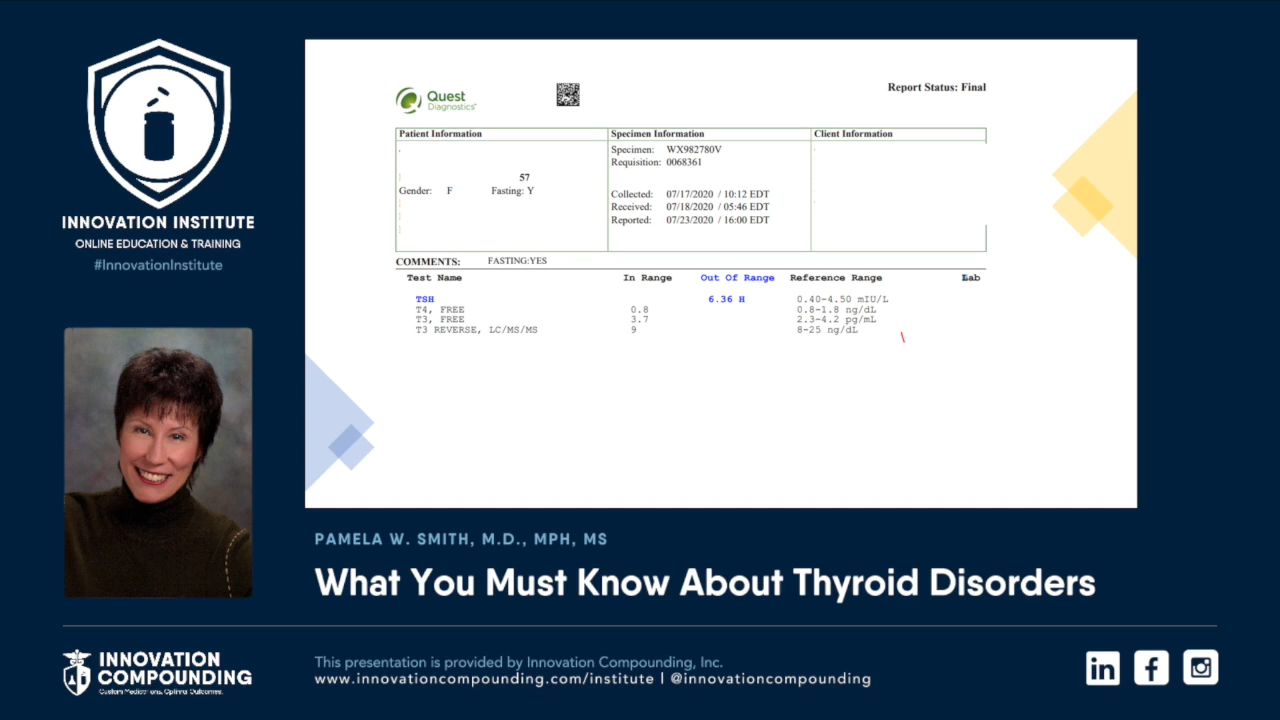 INNOVATION INSTITUTE
ONLINE EDUCATION & TRAINING
#InnovationInstitute
Quest
Diagnostics
Report Status: Final
Patient Information
57
Gender: F Fasting: Y
Specimen Information
Specimen: WX982780V
Requisition: 0068361
Collected: 07/17/2020 / 10:12 EDT
Received: 07/18/2020 / 05:46 EDT
Reported: 07/23/2020 / 16:00 EDT
Client Information
COMMENTS: FASTING:YES
Test Name In Range Out Of Range Reference Range Lab
TSH 6.36 H 0.40-4.50 mIU/L
T4, FREE 0.8 0.8-1.8 ng/dL
T3, FREE 3.7 2.3-4.2 pg/mL
T3 REVERSE, LC/MS/MS 9 8-25 ng/dL
PAMELA W. SMITH, M.D., MPH, MS
What You Must Know About Thyroid Disorders
INNOVATION
COMPOUNDING
Custom Medications. Optimal Outcomes.
This presentation is provided by Innovation Compounding, Inc.
www.innovationcompounding.com/institute | @innovationcompounding
in
f